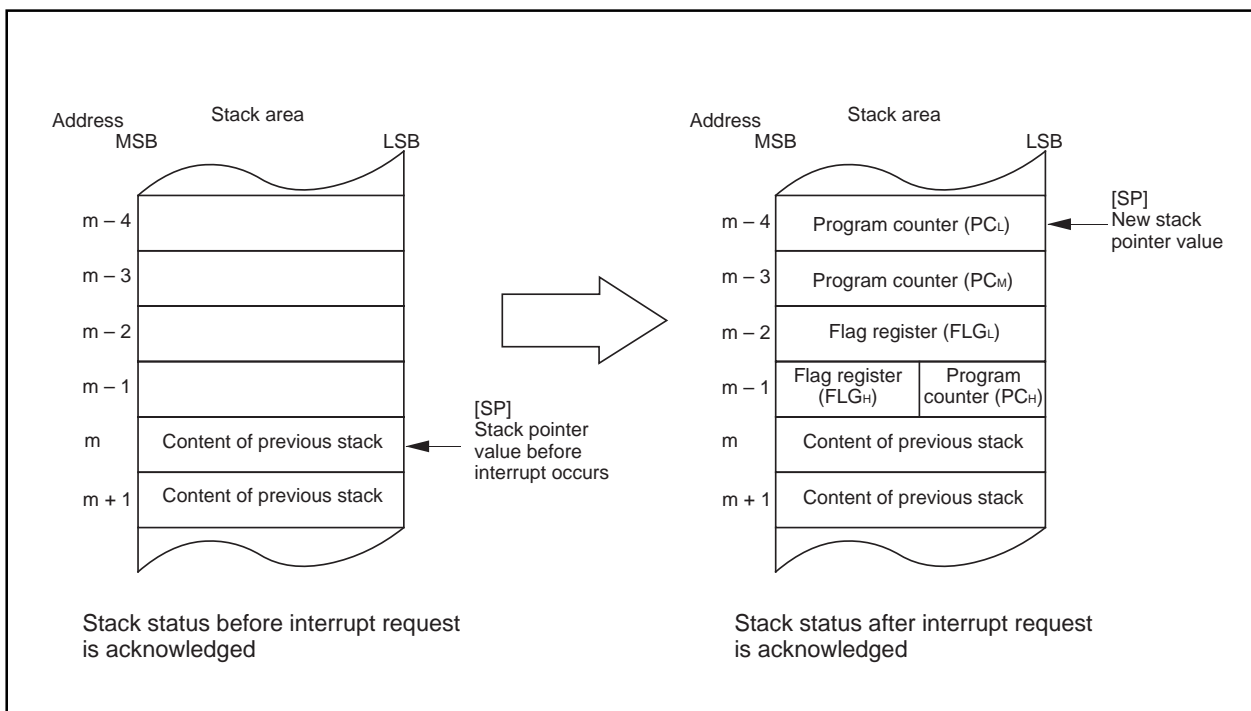 Address
MSB
Stack area
LSB
m – 4
m – 3
m – 2
m – 1
m
Content of previous stack
m + 1
Content of previous stack
[SP]
Stack pointer
value before
interrupt occurs
Stack status before interrupt request
is acknowledged
Address
MSB
Stack area
LSB
m – 4
Program counter (PCL)
m – 3
Program counter (PCM)
m – 2
Flag register (FLGL)
m – 1
Flag register
(FLGH)
Program
counter (PCH)
m
Content of previous stack
m + 1
Content of previous stack
[SP]
New stack
pointer value
Stack status after interrupt request
is acknowledged